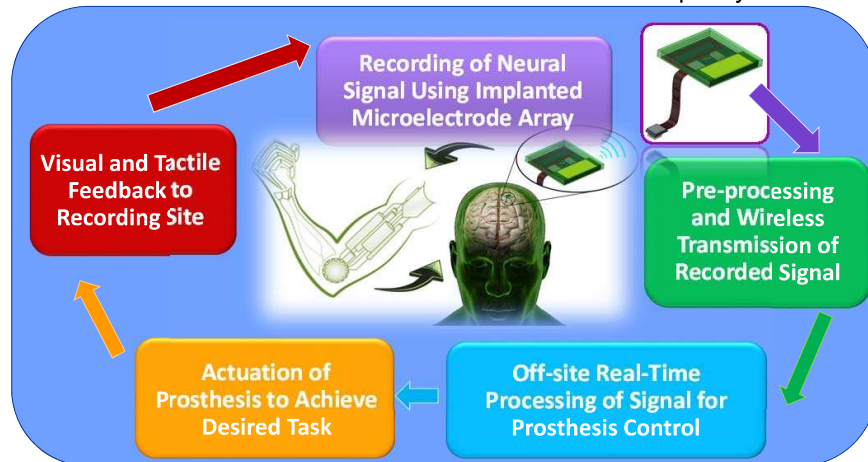 Recording of Neural
Signal Using Implanted
Microelectrode Array
Visual and Tactile
Feedback to
Recording Site
Pre-processing
and Wireless
Transmission of
Recorded Signal
Actuation of
Prosthesis to Achieve
Desired Task
Off-site Real-Time
Processing of Signal for
Prosthesis Control